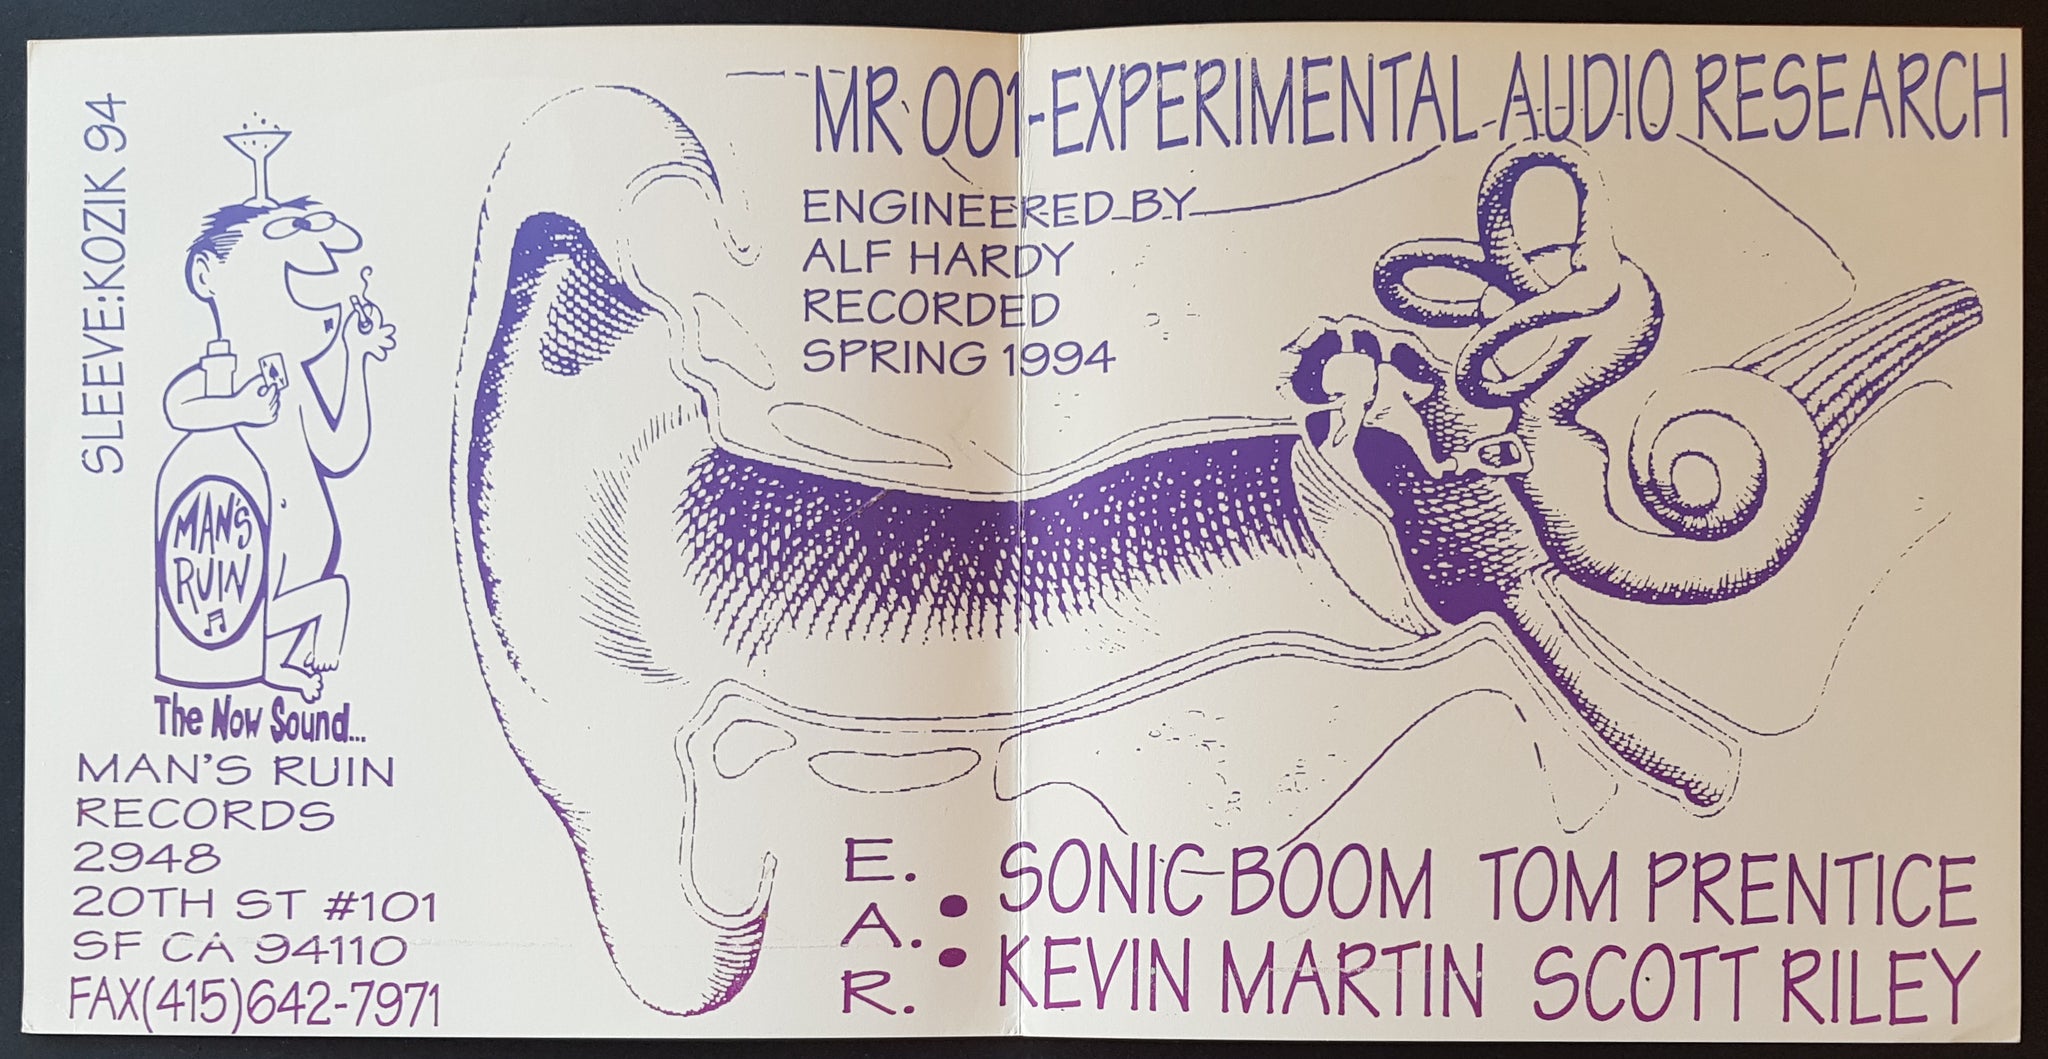 SLEEVE:KOZIK 94
MAN'S
RUIN
The Now Sound...
MAN'S RUIN
RECORDS
2948
20TH ST #101
SF CA 94110
FAX(415)642-7971
MR 001-EXPERIMENTAL AUDIO RESEARCH
ENGINEERED BY
ALF HARDY
RECORDED
SPRING 1994
E.
A.
R.
: SONIC BOOM TOM PRENTICE
KEVIN MARTIN SCOTT RILEY